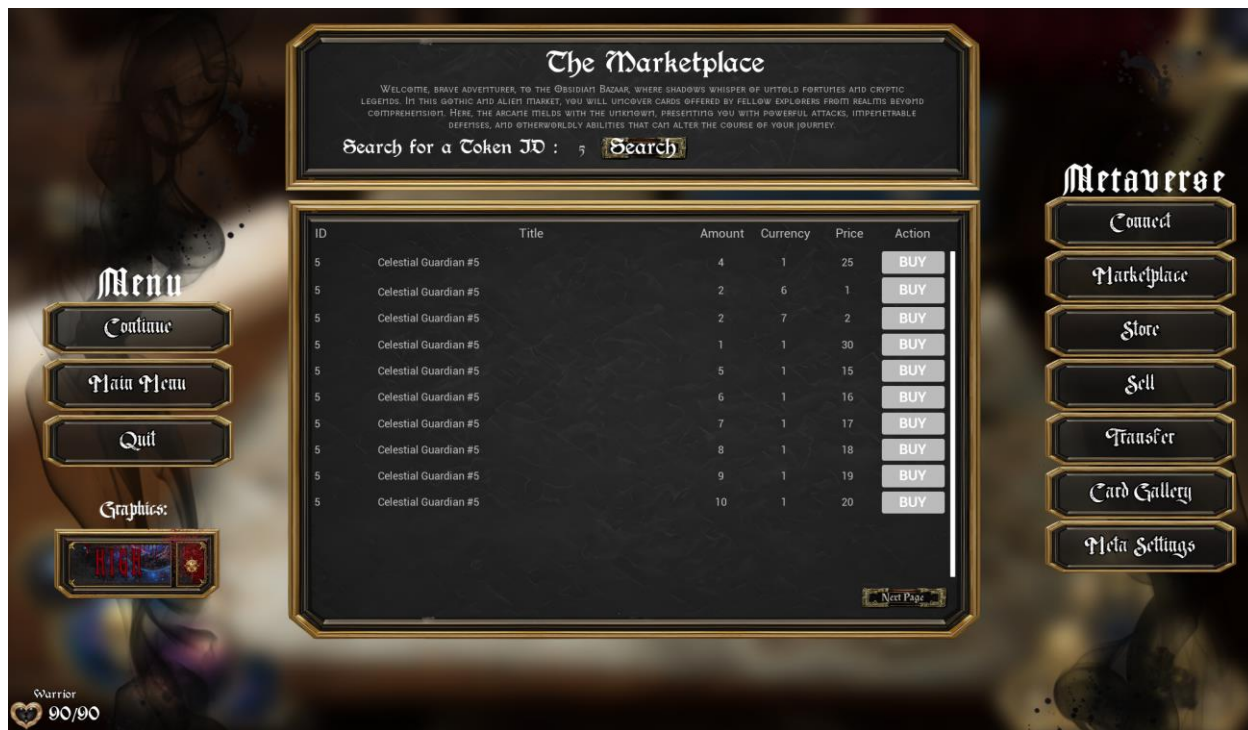 The Marketplace
Welcome, brave adventurer, to the Obsidian Bazaar, where shadows whisper of untold fortunes and cryptic
legends. In this gothic and alien market, you will uncover cards offered by fellow explorers from realms beyond
comprehension. Here, the arcane melds with the unknown, presenting you with powerful attacks, impenetrable
defenses, and otherworldly abilities that can alter the course of your journey.
Search for a Token ID : 5 Search
ID Title Amount Currency Price Action
5 Celestial Guardian #5 4 1 25 BUY
5 Celestial Guardian #5 2 6 1 BUY
5 Celestial Guardian #5 2 7 2 BUY
5 Celestial Guardian #5 1 1 30 BUY
5 Celestial Guardian #5 5 1 15 BUY
5 Celestial Guardian #5 6 1 16 BUY
5 Celestial Guardian #5 7 1 17 BUY
5 Celestial Guardian #5 8 1 18 BUY
5 Celestial Guardian #5 9 1 19 BUY
5 Celestial Guardian #5 10 1 20 BUY
Next Page
Menu
Continue
Main Menu
Quit
Graphics:
HIGH
Warrior
90/90
Metaverse
Connect
Marketplace
Store
Sell
Transfer
Card Gallery
Meta Settings